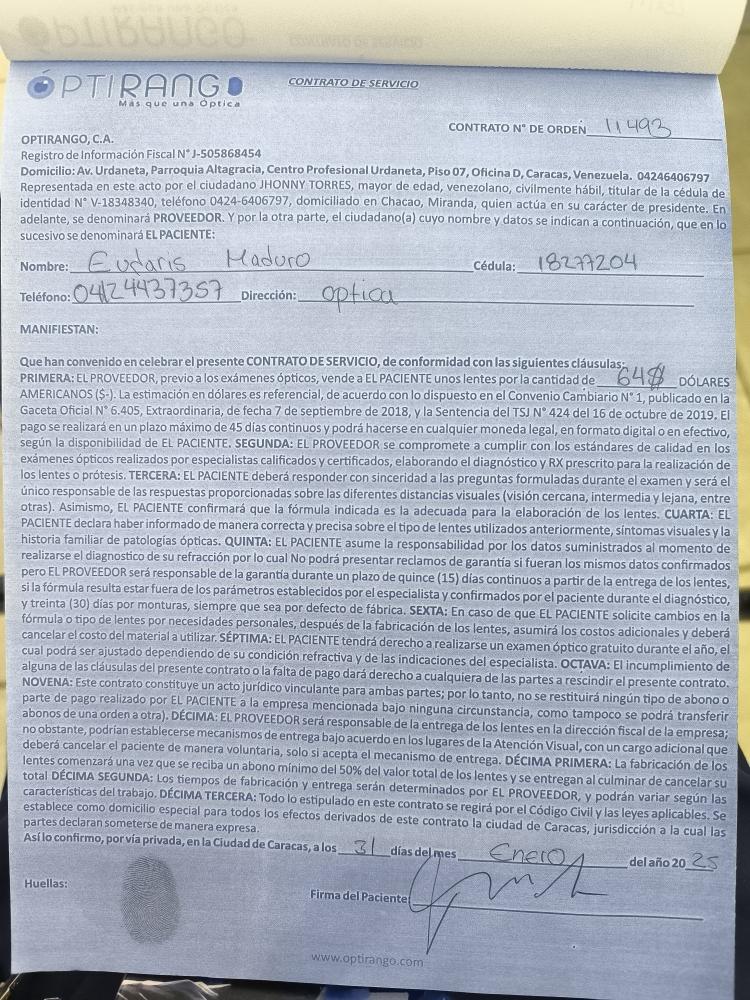 ÓPTIRANGO
Más que una Óptica
CONTRATO DE SERVICIO
CONTRATO N° DE ORDEN 11493
OPTIRANGO, C.A.
Registro de Información Fiscal N° J-505868454
Domicilio: Av. Urdaneta, Parroquia Altagracia, Centro Profesional Urdaneta, Piso 07, Oficina D, Caracas, Venezuela. 04246406797
Representada en este acto por el ciudadano JHONNY TORRES, mayor de edad, venezolano, civilmente hábil, titular de la cédula de
identidad N° V-18348340, teléfono 0424-6406797, domiciliado en Chacao, Miranda, quien actúa en su carácter de presidente. En
adelante, se denominará PROVEEDOR. Y por la otra parte, el ciudadano(a) cuyo nombre y datos se indican a continuación, que en lo
sucesivo se denominará EL PACIENTE:
Nombre: Eudaris Maduro Cédula: 18277204
Teléfono: 04124437357 Dirección: optica
MANIFIESTAN:
Que han convenido en celebrar el presente CONTRATO DE SERVICIO, de conformidad con las siguientes cláusulas:
PRIMERA: EL PROVEEDOR, previo a los exámenes ópticos, vende a EL PACIENTE unos lentes por la cantidad de 64$ DÓLARES
AMERICANOS ($-). La estimación en dólares es referencial, de acuerdo con lo dispuesto en el Convenio Cambiario N° 1, publicado en la
Gaceta Oficial N° 6.405, Extraordinaria, de fecha 7 de septiembre de 2018, y la Sentencia del TSJ N° 424 del 16 de octubre de 2019. El
pago se realizará en un plazo máximo de 45 días continuos y podrá hacerse en cualquier moneda legal, en formato digital o en efectivo,
según la disponibilidad de EL PACIENTE. SEGUNDA: EL PROVEEDOR se compromete a cumplir con los estándares de calidad en los
exámenes ópticos realizados por especialistas calificados y certificados, elaborando el diagnóstico y RX prescrito para la realización de
los lentes o prótesis. TERCERA: EL PACIENTE deberá responder con sinceridad a las preguntas formuladas durante el examen y será el
único responsable de las respuestas proporcionadas sobre las diferentes distancias visuales (visión cercana, intermedia y lejana, entre
otras). Asimismo, EL PACIENTE confirmará que la fórmula indicada es la adecuada para la elaboración de los lentes. CUARTA: EL
PACIENTE declara haber informado de manera correcta y precisa sobre el tipo de lentes utilizados anteriormente, síntomas visuales y la
historia familiar de patologías ópticas. QUINTA: EL PACIENTE asume la responsabilidad por los datos suministrados al momento de
realizarse el diagnostico de su refracción por lo cual No podrá presentar reclamos de garantía si fueran los mismos datos confirmados
pero EL PROVEEDOR será responsable de la garantía durante un plazo de quince (15) días continuos a partir de la entrega de los lentes,
si la fórmula resulta estar fuera de los parámetros establecidos por el especialista y confirmados por el paciente durante el diagnóstico,
y treinta (30) días por monturas, siempre que sea por defecto de fábrica. SEXTA: En caso de que EL PACIENTE solicite cambios en la
fórmula o tipo de lentes por necesidades personales, después de la fabricación de los lentes, asumirá los costos adicionales y deberá
cancelar el costo del material a utilizar. SÉPTIMA: EL PACIENTE tendrá derecho a realizarse un examen óptico gratuito durante el año, el
cual podrá ser ajustado dependiendo de su condición refractiva y de las indicaciones del especialista. OCTAVA: El incumplimiento de
alguna de las cláusulas del presente contrato o la falta de pago dará derecho a cualquiera de las partes a rescindir el presente contrato.
NOVENA: Este contrato constituye un acto jurídico vinculante para ambas partes; por lo tanto, no se restituirá ningún tipo de abono o
parte de pago realizado por EL PACIENTE a la empresa mencionada bajo ninguna circunstancia, como tampoco se podrá transferir
abonos de una orden a otra). DÉCIMA: EL PROVEEDOR será responsable de la entrega de los lentes en la dirección fiscal de la empresa;
no obstante, podrían establecerse mecanismos de entrega bajo acuerdo en los lugares de la Atención Visual, con un cargo adicional que
deberá cancelar el paciente de manera voluntaria, solo si acepta el mecanismo de entrega. DÉCIMA PRIMERA: La fabricación de los
lentes comenzará una vez que se reciba un abono mínimo del 50% del valor total de los lentes y se entregan al culminar de cancelar su
total DÉCIMA SEGUNDA: Los tiempos de fabricación y entrega serán determinados por EL PROVEEDOR, y podrán variar según las
características del trabajo. DÉCIMA TERCERA: Todo lo estipulado en este contrato se regirá por el Código Civil y las leyes aplicables. Se
establece como domicilio especial para todos los efectos derivados de este contrato la ciudad de Caracas, jurisdicción a la cual las
partes declaran someterse de manera expresa.
Así lo confirmo, por vía privada, en la Ciudad de Caracas, a los 31 días del mes Enero del año 2025
Huellas:
Firma del Paciente
www.optirango.com